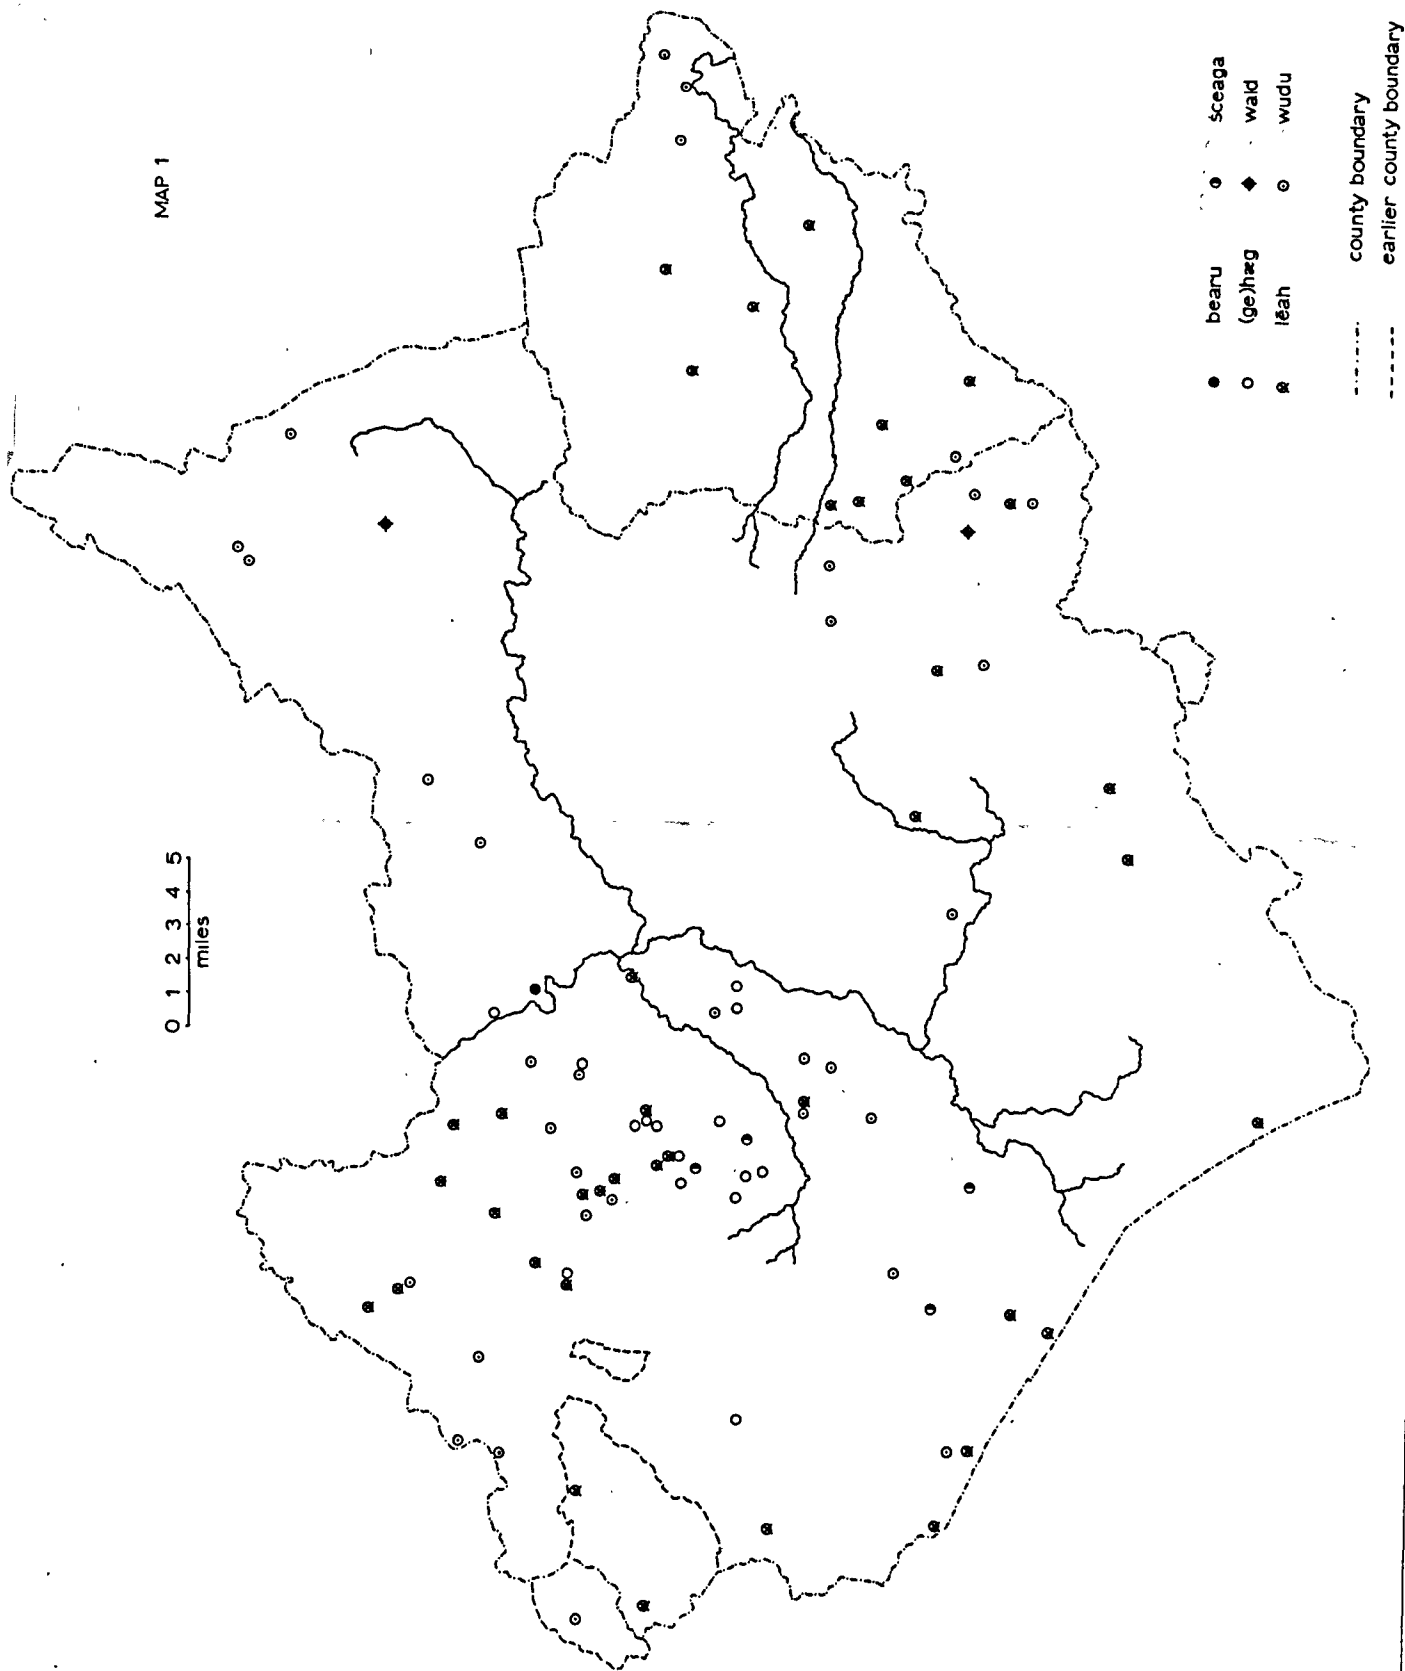 MAP 1
0 1 2 3 4 5
miles
bearu
(ge)hæg
lēah
sceaga
wald
wudu
county boundary
earlier county boundary